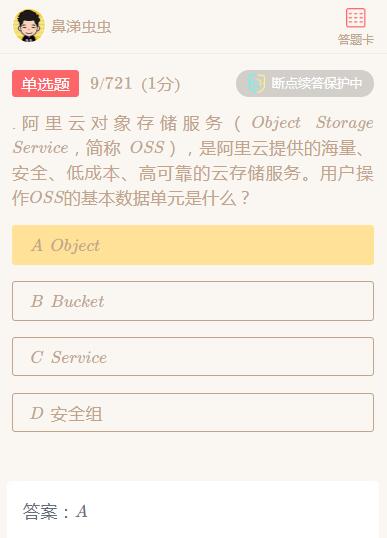 鼻涕虫虫
答题卡
单选题 9/721 (1分) 断点续答保护中
.阿里云对象存储服务（Object Storage
Service，简称 OSS），是阿里云提供的海量、
安全、低成本、高可靠的云存储服务。用户操
作OSS的基本数据单元是什么？
A Object
B Bucket
C Service
D 安全组
答案：A